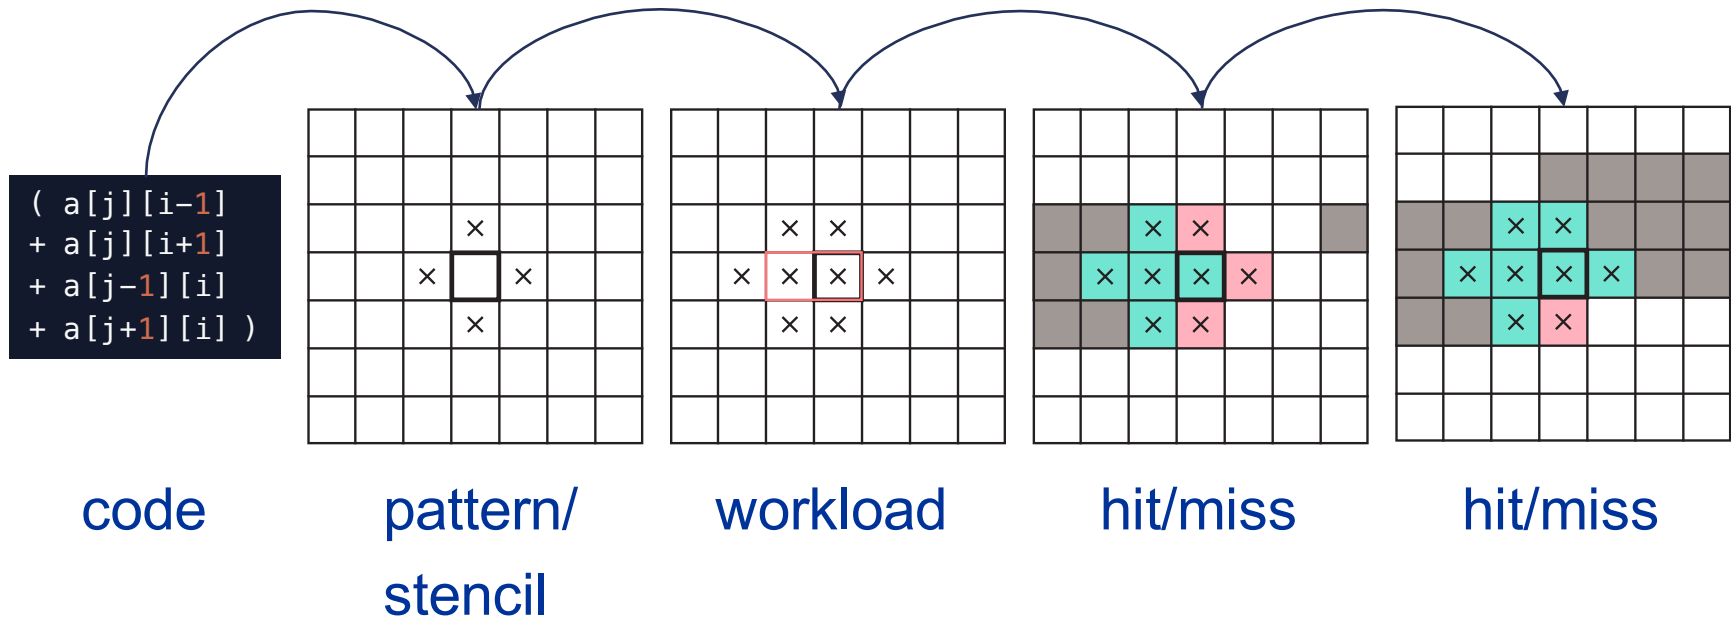 ( a[j][i−1]
+ a[j][i+1]
+ a[j−1][i]
+ a[j+1][i] )
code
pattern/
stencil
workload
hit/miss
hit/miss